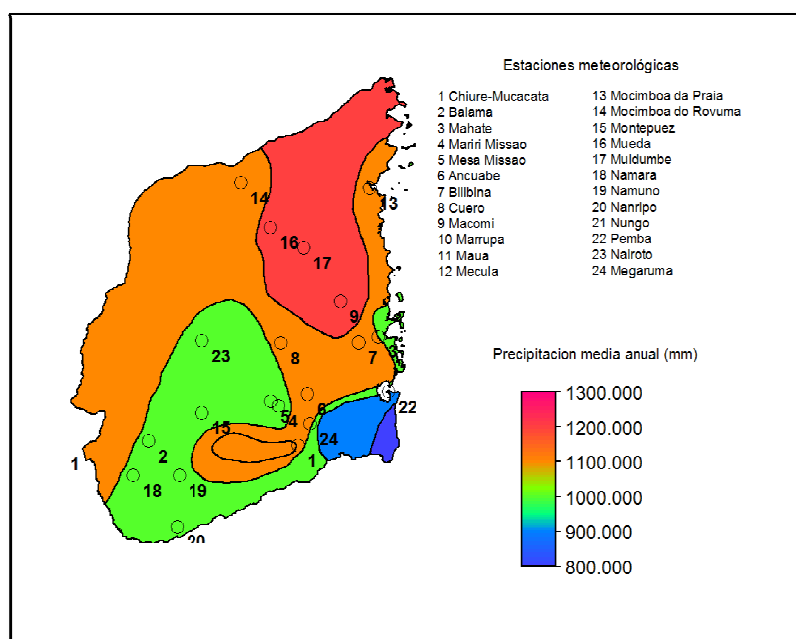 Estaciones meteorológicas
1 Chiure-Mucacata
2 Balama
3 Mahate
4 Mariri Missao
5 Mesa Missao
6 Ancuabe
7 Bilibina
8 Cuero
9 Macomi
10 Marrupa
11 Maua
12 Mecula
13 Mocimboa da Praia
14 Mocimboa do Rovuma
15 Montepuez
16 Mueda
17 Muidumbe
18 Namara
19 Namuno
20 Nanripo
21 Nungo
22 Pemba
23 Nairoto
24 Megaruma
14
13
16
17
9
23
8
7
3
6
22
5
15
4
24
2
1
1
18
19
20
Precipitacion media anual (mm)
1300.000
1200.000
1100.000
1000.000
900.000
800.000